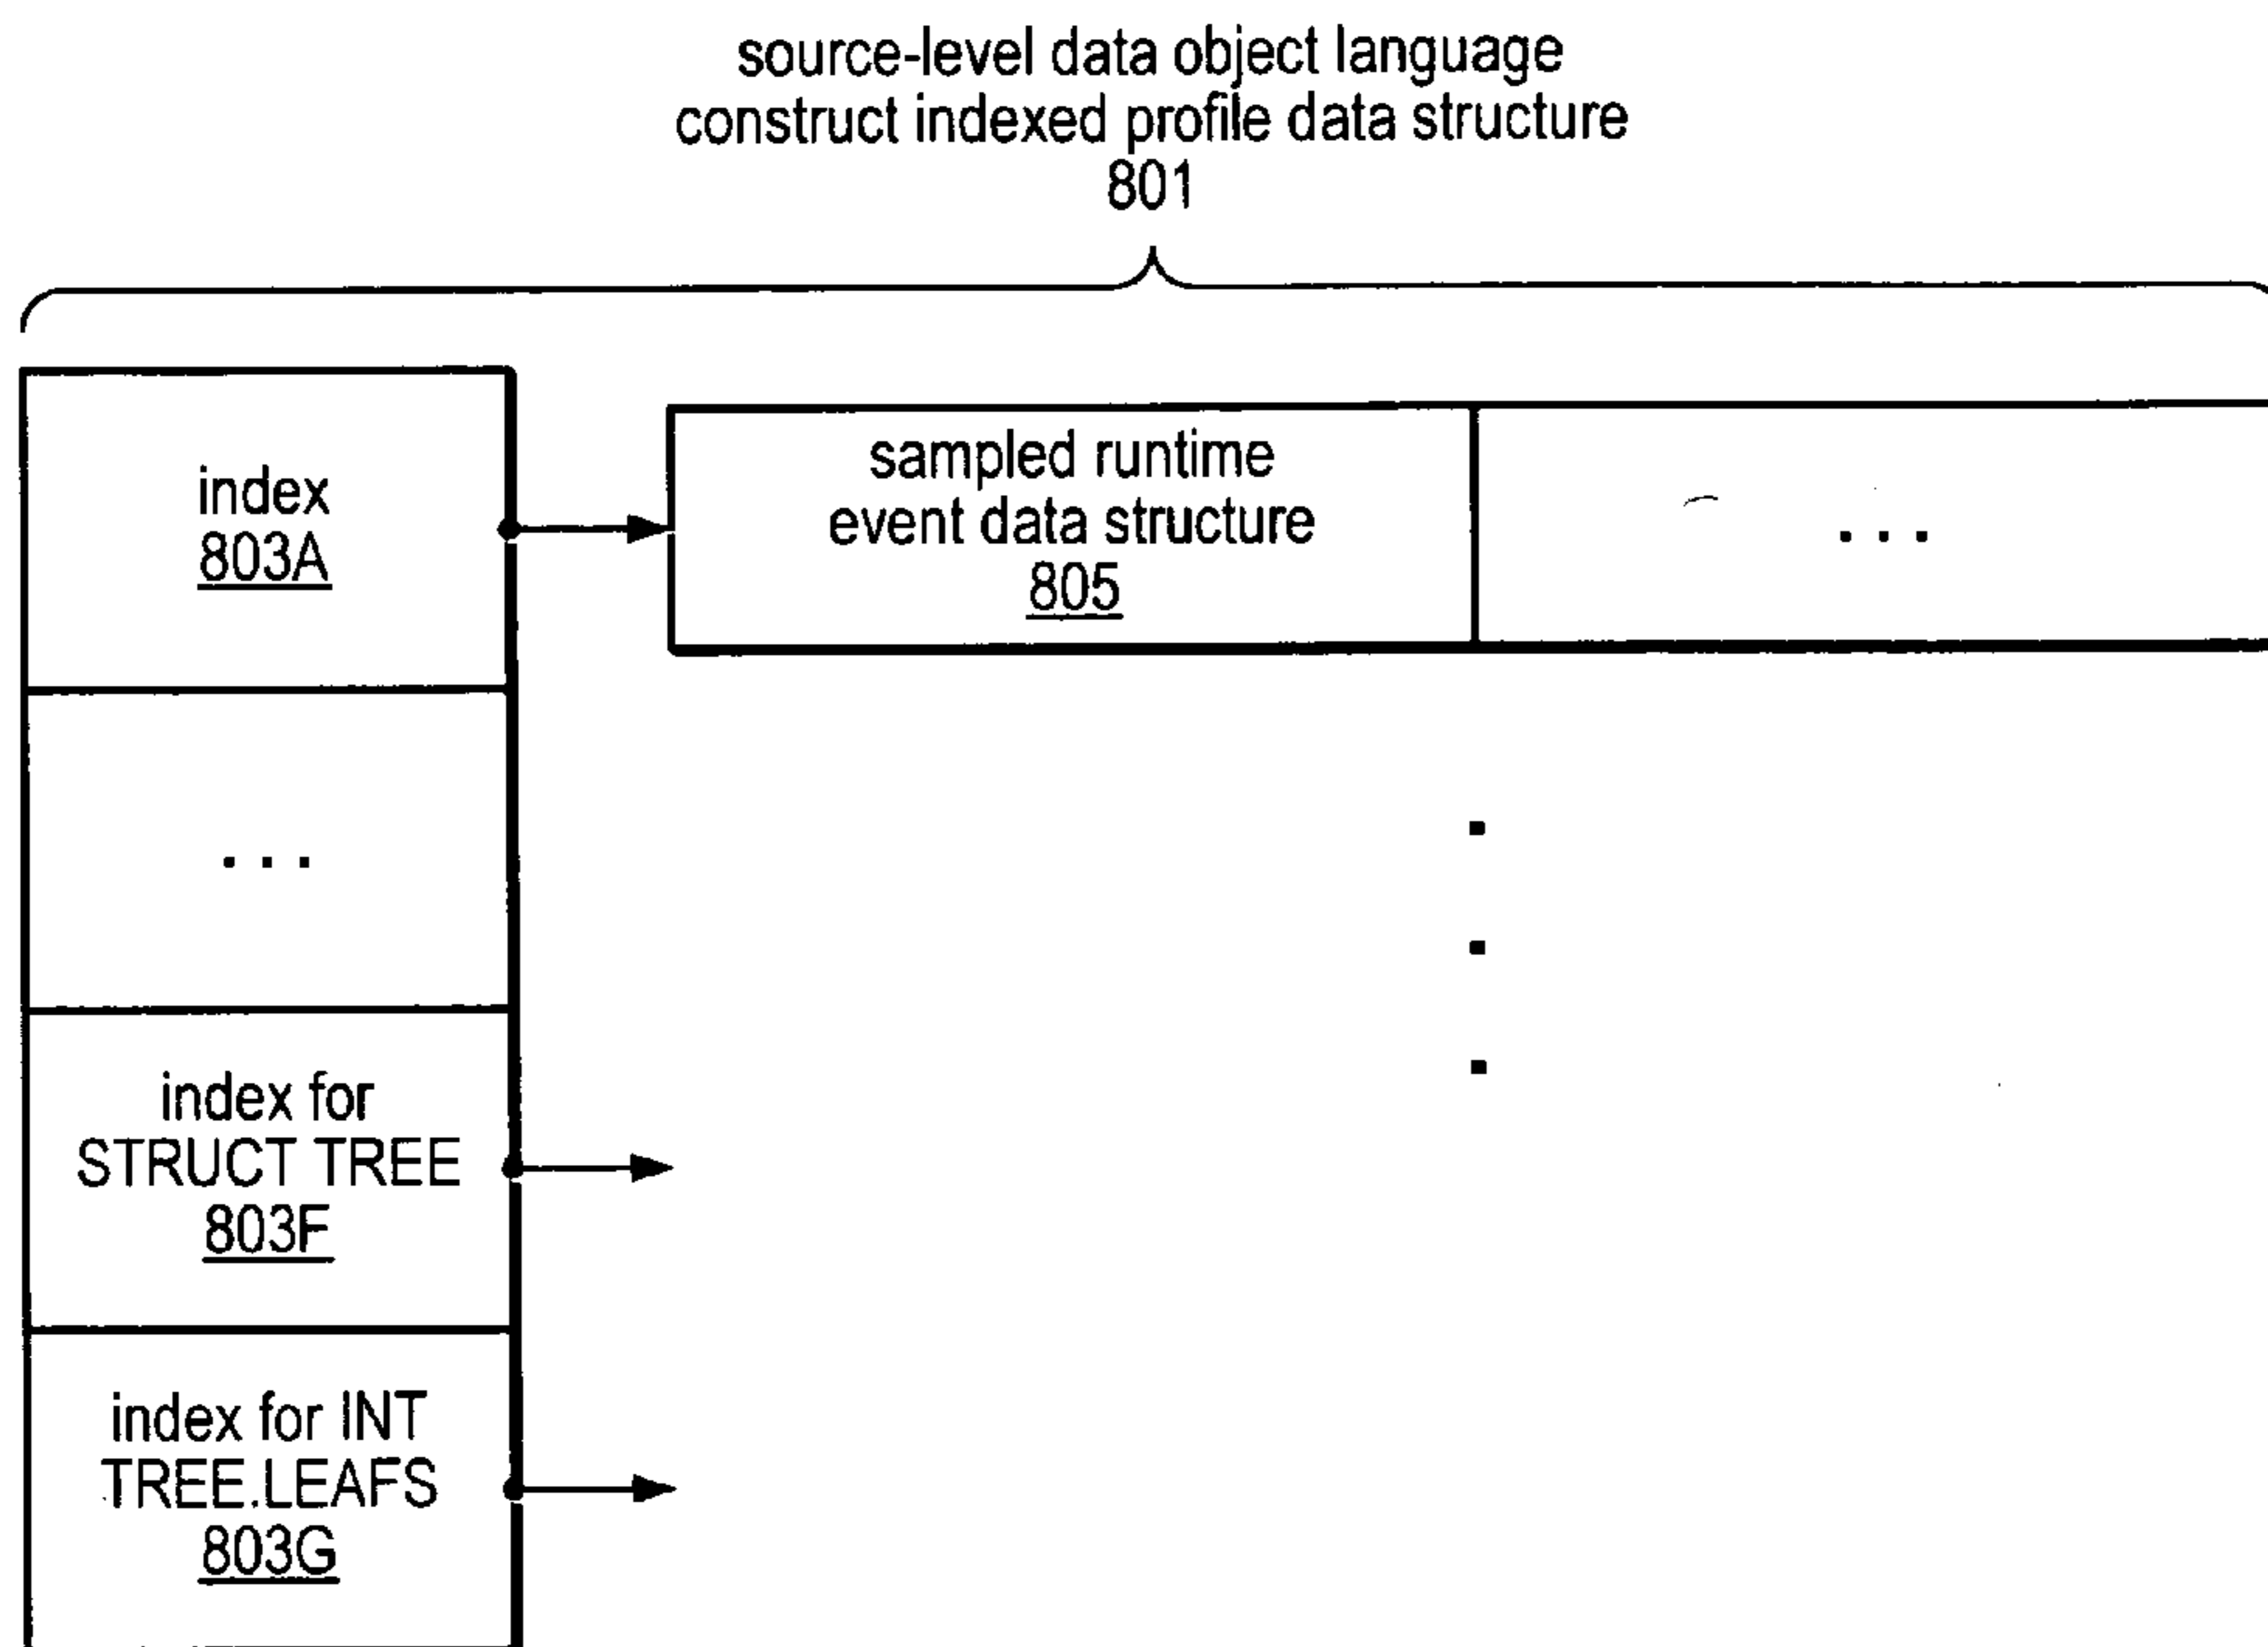 source-level data object language
construct indexed profile data structure
801
index
803A
sampled runtime
event data structure
805
. . .
. . .
index for
STRUCT TREE
803F
index for INT
TREE.LEAFS
803G